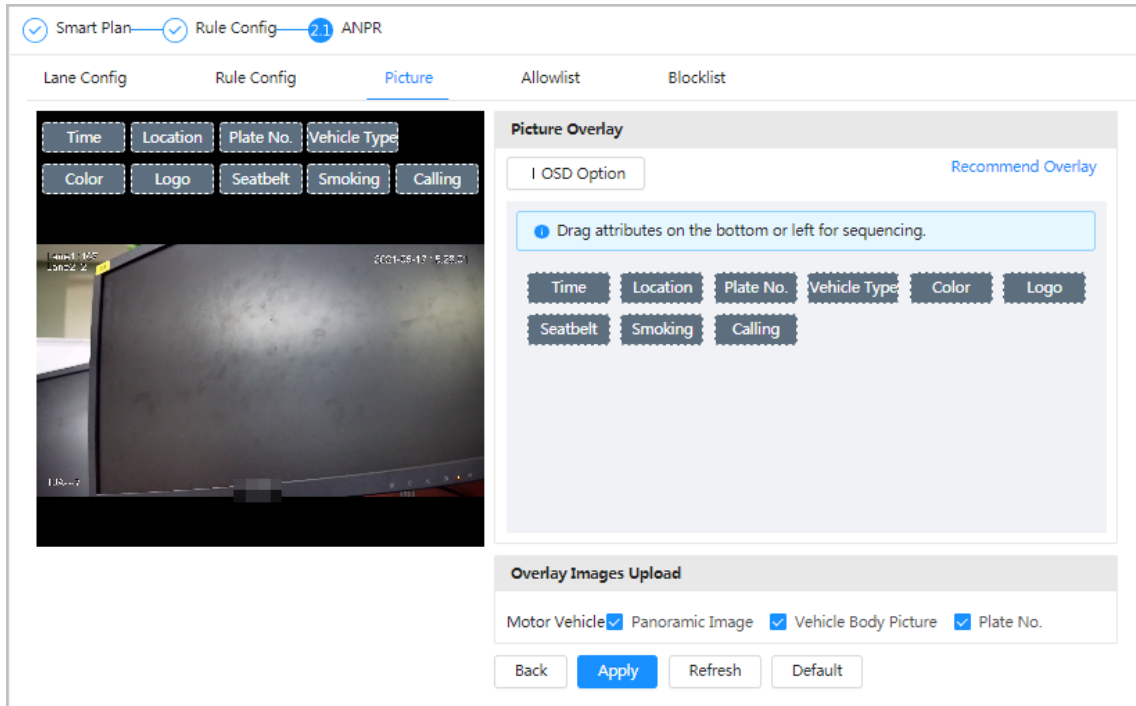 Smart Plan Rule Config 2.1 ANPR
Lane Config Rule Config Picture Allowlist Blocklist
Time Location Plate No. Vehicle Type
Color Logo Seatbelt Smoking Calling
Picture Overlay
I OSD Option Recommend Overlay
Drag attributes on the bottom or left for sequencing.
Time Location Plate No. Vehicle Type Color Logo
Seatbelt Smoking Calling
Overlay Images Upload
Motor Vehicle Panoramic Image Vehicle Body Picture Plate No.
Back Apply Refresh Default